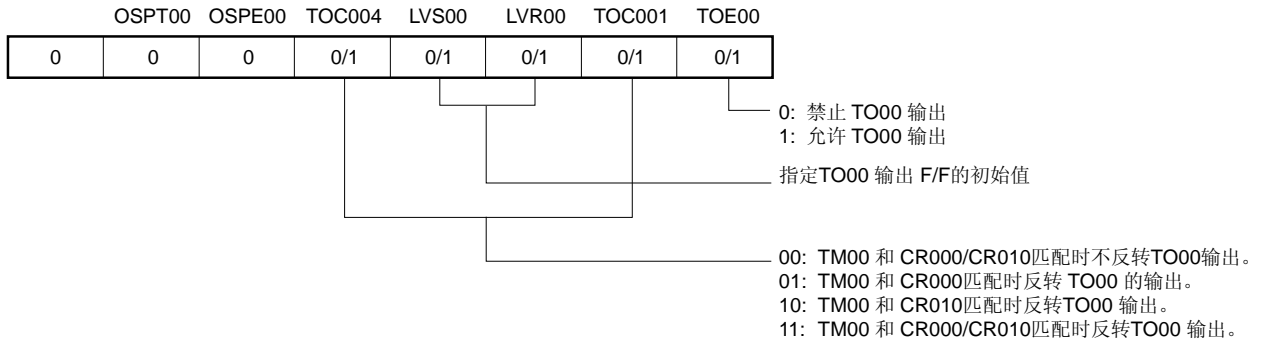 OSPT00 OSPE00 TOC004 LVS00 LVR00 TOC001 TOE00
0 0 0 0/1 0/1 0/1 0/1 0/1
0: 禁止 TO00 输出
1: 允许 TO00 输出
指定TO00 输出 F/F的初始值
00: TM00 和 CR000/CR010匹配时不反转TO00输出。
01: TM00 和 CR000匹配时反转 TO00 的输出。
10: TM00 和 CR010匹配时反转TO00 输出。
11: TM00 和 CR000/CR010匹配时反转TO00 输出。